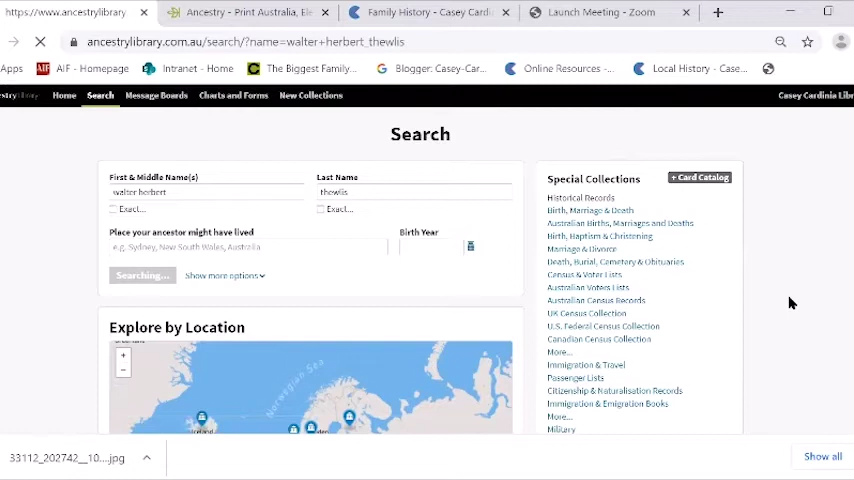 https://www.ancestrylibrary ×
Ancestry - Print Australia, Ele ×
Family History - Casey Cardi ×
Launch Meeting - Zoom ×
ancestrylibrary.com.au/search/?name=walter+herbert_thewlis
Apps
AIF - Homepage
Intranet - Home
The Biggest Family...
Blogger: Casey-Car...
Online Resources -...
Local History - Case...
Home
Search
Message Boards
Charts and Forms
New Collections
Casey Cardinia Libr
Search
First & Middle Name(s)
Last Name
walter herbert
thewlis
Exact...
Exact...
Place your ancestor might have lived
Birth Year
e.g. Sydney, New South Wales, Australia
Searching...
Show more options
Explore by Location
+
−
Norwegian Sea
Iceland
Special Collections
+ Card Catalog
Historical Records
Birth, Marriage & Death
Australian Births, Marriages and Deaths
Birth, Baptism & Christening
Marriage & Divorce
Death, Burial, Cemetery & Obituaries
Census & Voter Lists
Australian Voters Lists
Australian Census Records
UK Census Collection
U.S. Federal Census Collection
Canadian Census Collection
More...
Immigration & Travel
Passenger Lists
Citizenship & Naturalisation Records
Immigration & Emigration Books
More...
Military
33112_202742__10....jpg
Show all